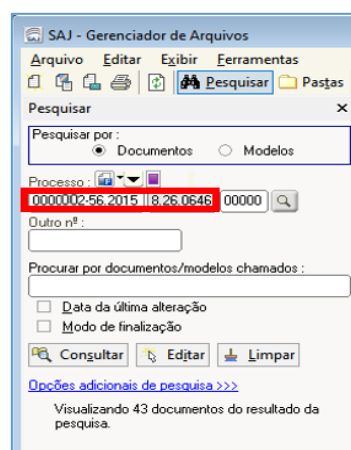 SAJ - Gerenciador de Arquivos
Arquivo Editar Exibir Ferramentas
Pesquisar Pastas
Pesquisar x
Pesquisar por :
Documentos Modelos
Processo :
0000002-56.2015 8.26.0646 00000
Outro nº :
Procurar por documentos/modelos chamados :
Data da última alteração
Modo de finalização
Consultar Editar Limpar
Opções adicionais de pesquisa >>>
Visualizando 43 documentos do resultado da
pesquisa.